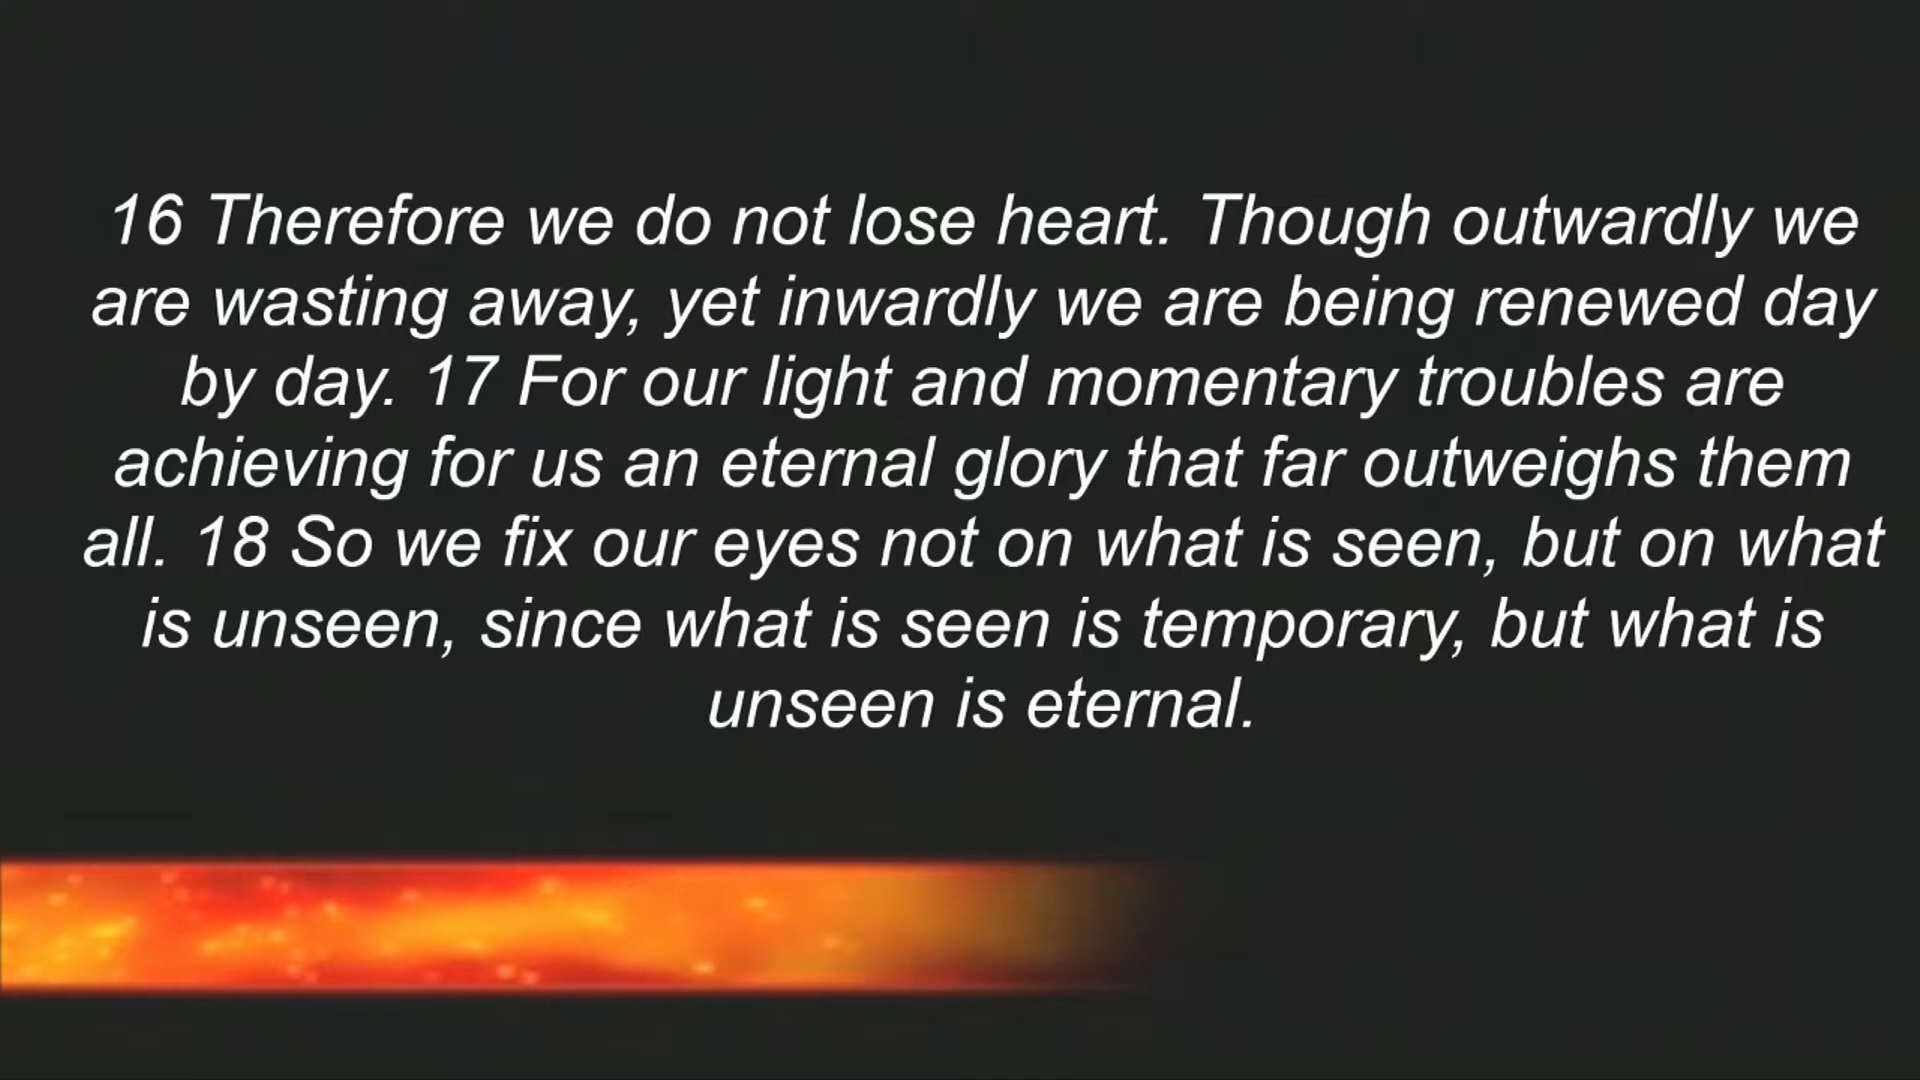 16 Therefore we do not lose heart. Though outwardly we
are wasting away, yet inwardly we are being renewed day
by day. 17 For our light and momentary troubles are
achieving for us an eternal glory that far outweighs them
all. 18 So we fix our eyes not on what is seen, but on what
is unseen, since what is seen is temporary, but what is
unseen is eternal.